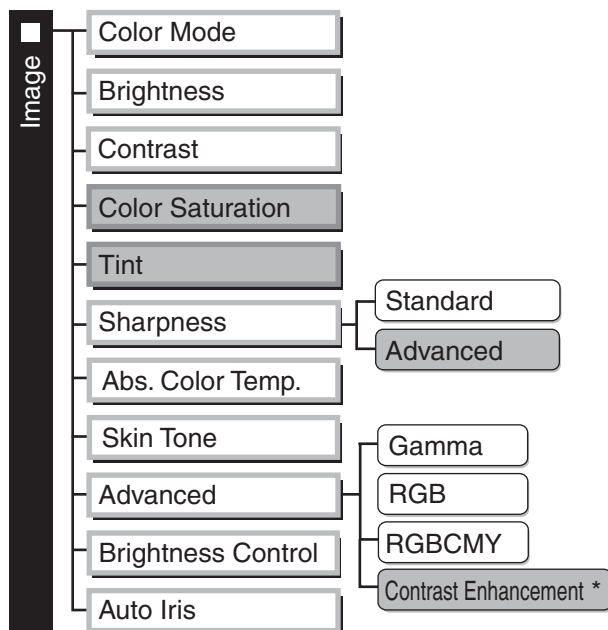 Image
Color Mode
Brightness
Contrast
Color Saturation
Tint
Sharpness
Standard
Advanced
Abs. Color Temp.
Skin Tone
Advanced
Gamma
RGB
RGBCMY
Contrast Enhancement *
Brightness Control
Auto Iris